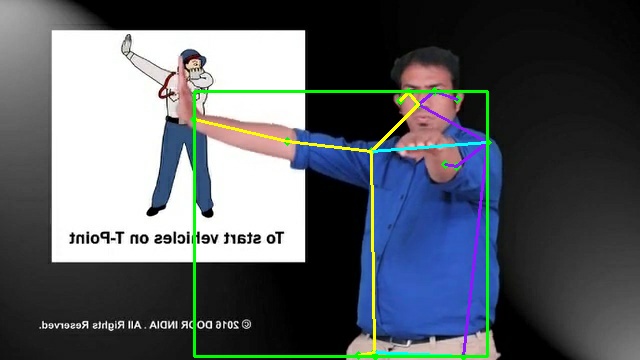 To start vehicles on T-Point
©2016 DOOR INDIA . All Rights Reserved.